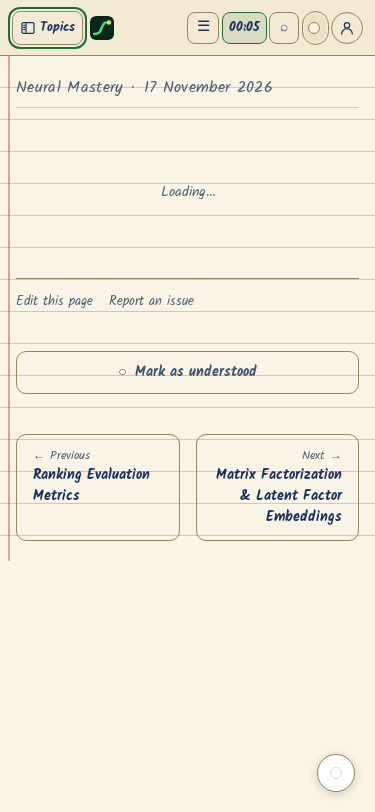 Topics
00:05
Neural Mastery · 17 November 2026
Loading...
Edit this page Report an issue
○ Mark as understood
← Previous
Ranking Evaluation
Metrics
Next →
Matrix Factorization
& Latent Factor
Embeddings